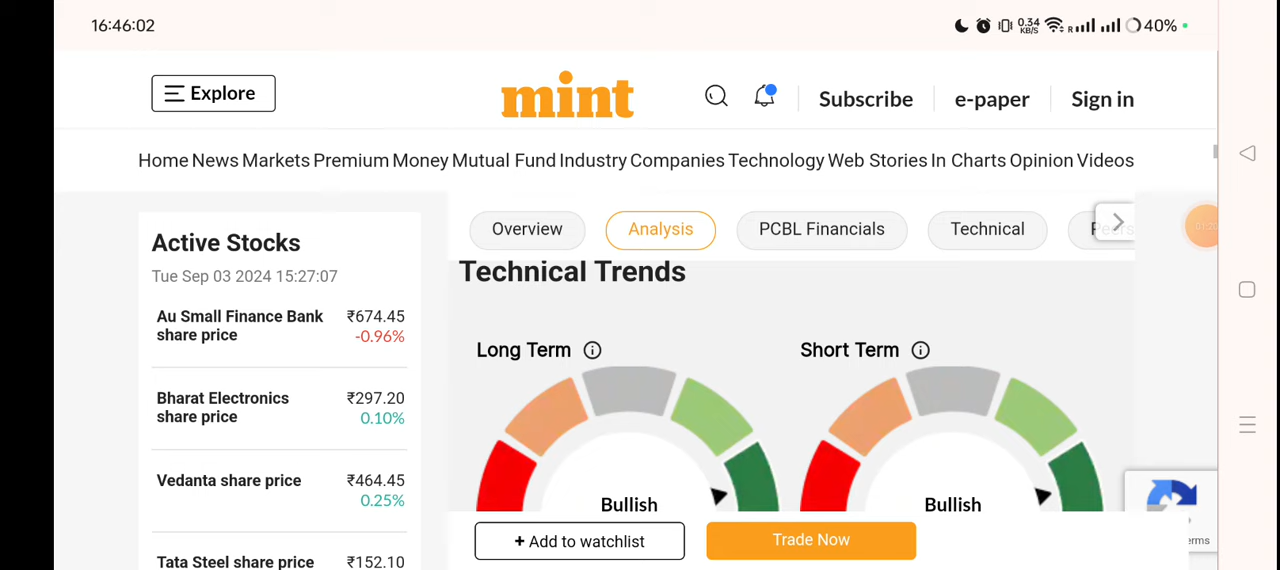 16:46:02
0.34 KB/S R 40%
Explore
mint
Subscribe
e-paper
Sign in
Home News Markets Premium Money Mutual Fund Industry Companies Technology Web Stories In Charts Opinion Videos
Active Stocks
Tue Sep 03 2024 15:27:07
Au Small Finance Bank share price
₹674.45
-0.96%
Bharat Electronics share price
₹297.20
0.10%
Vedanta share price
₹464.45
0.25%
Tata Steel share price
₹152.10
Overview
Analysis
PCBL Financials
Technical
Peers
Technical Trends
Long Term
Short Term
Bullish
Bullish
+ Add to watchlist
Trade Now
01:20